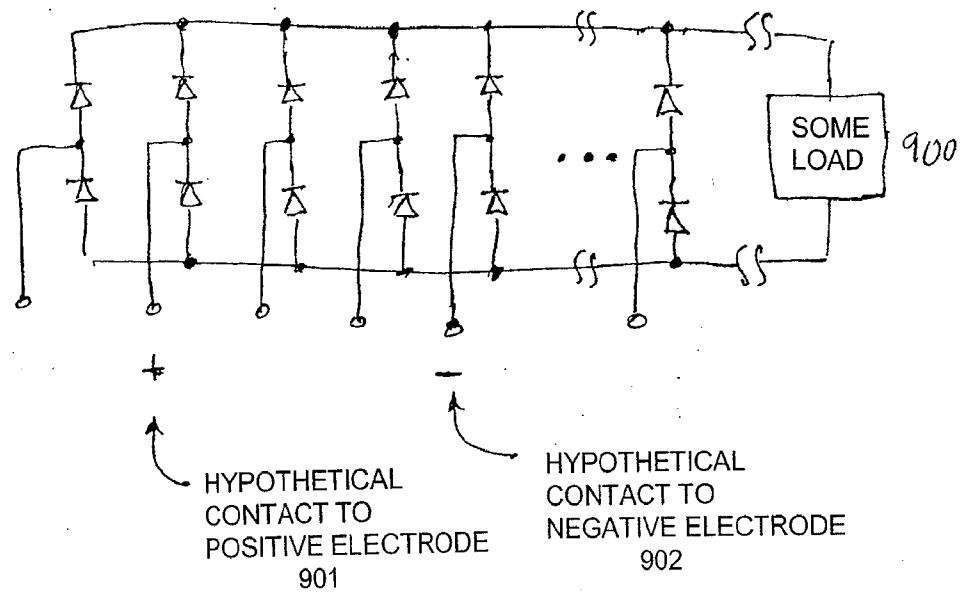 SOME
LOAD
900
+
−
HYPOTHETICAL
CONTACT TO
POSITIVE ELECTRODE
901
HYPOTHETICAL
CONTACT TO
NEGATIVE ELECTRODE
902